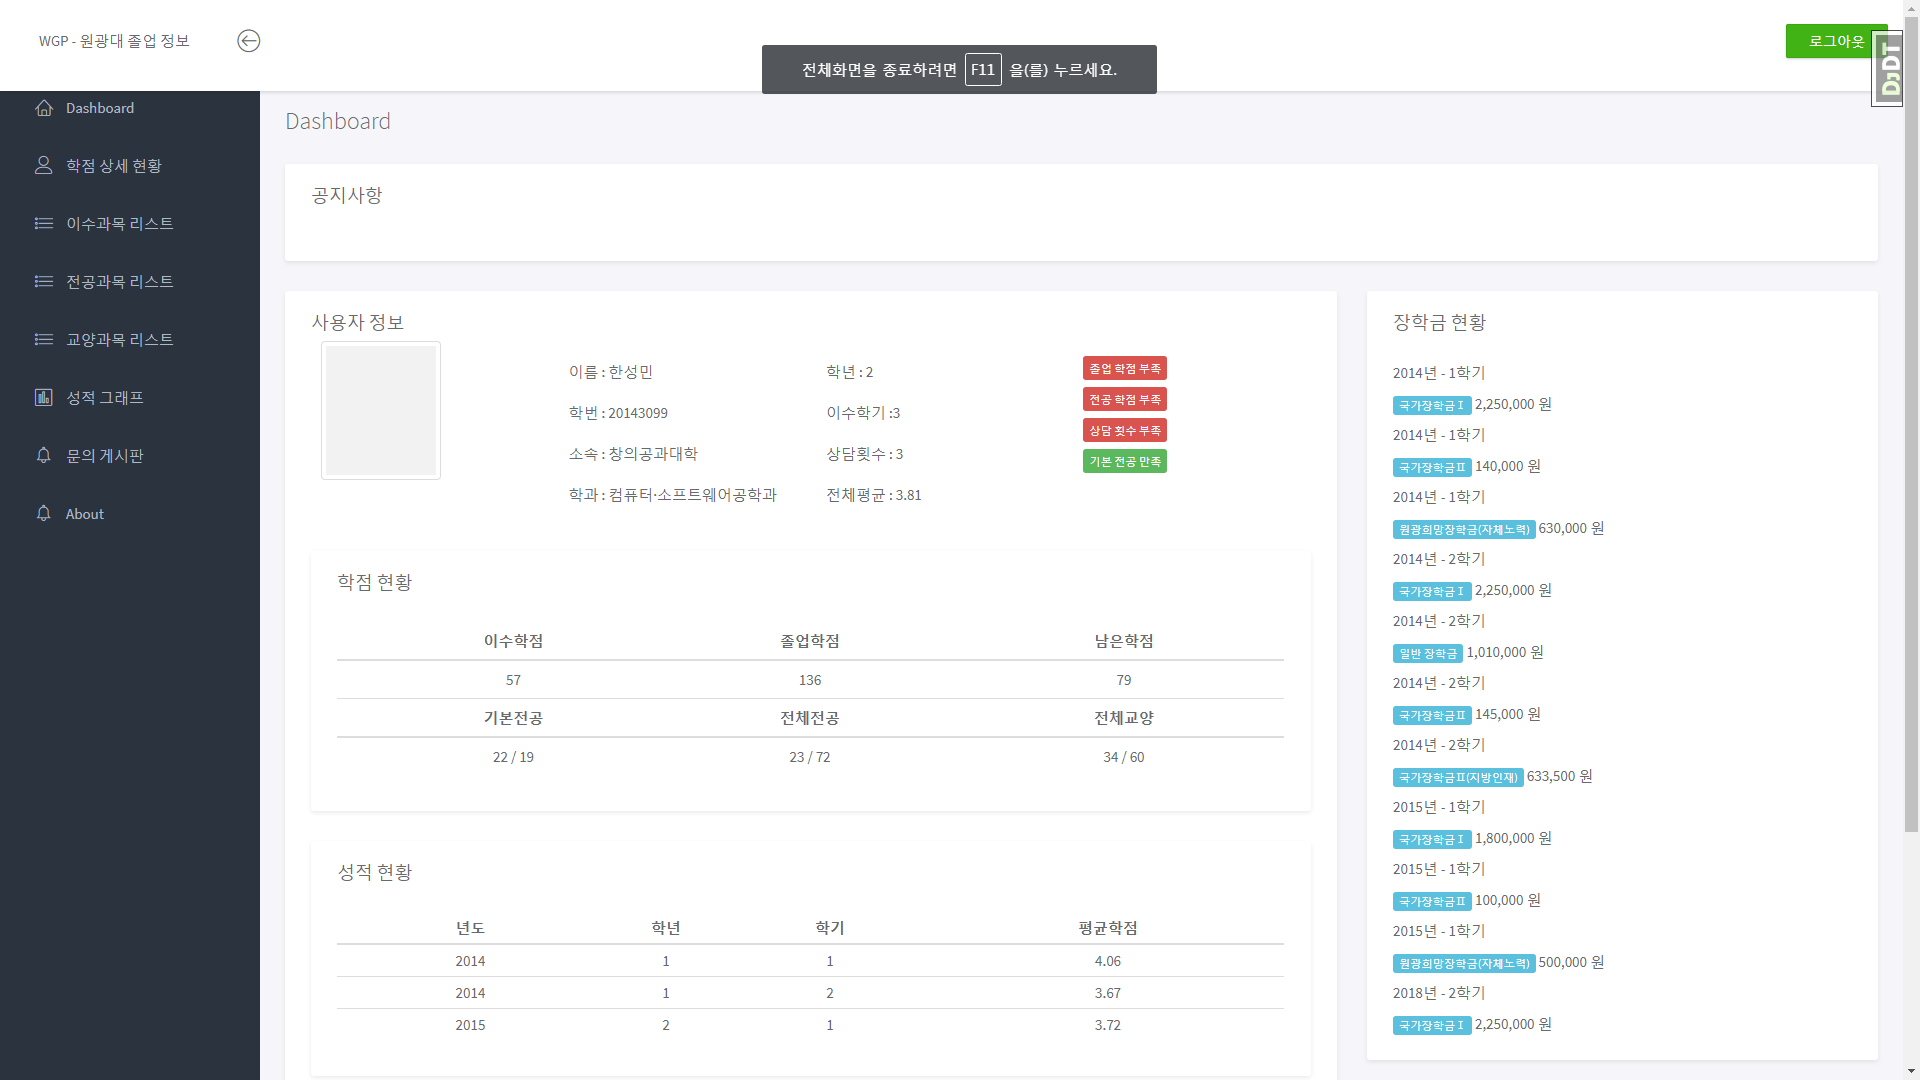 WGP - 원광대 졸업 정보
로그아웃
전체화면을 종료하려면 F11 을(를) 누르세요.
DjDT
Dashboard
학점 상세 현황
이수과목 리스트
전공과목 리스트
교양과목 리스트
성적 그래프
문의 게시판
About
Dashboard
공지사항
사용자 정보
이름 : 한성민
학번 : 20143099
소속 : 창의공과대학
학과 : 컴퓨터·소프트웨어공학과
학년 : 2
이수학기 :3
상담횟수 : 3
전체평균 : 3.81
졸업 학점 부족
전공 학점 부족
상담 횟수 부족
기본 전공 만족
학점 현황
이수학점 졸업학점 남은학점
57 136 79
기본전공 전체전공 전체교양
22 / 19 23 / 72 34 / 60
성적 현황
년도 학년 학기 평균학점
2014 1 1 4.06
2014 1 2 3.67
2015 2 1 3.72
장학금 현황
2014년 - 1학기
국가장학금Ⅰ 2,250,000 원
2014년 - 1학기
국가장학금Ⅱ 140,000 원
2014년 - 1학기
원광희망장학금(자체노력) 630,000 원
2014년 - 2학기
국가장학금Ⅰ 2,250,000 원
2014년 - 2학기
일반 장학금 1,010,000 원
2014년 - 2학기
국가장학금Ⅱ 145,000 원
2014년 - 2학기
국가장학금Ⅱ(지방인재) 633,500 원
2015년 - 1학기
국가장학금Ⅰ 1,800,000 원
2015년 - 1학기
국가장학금Ⅱ 100,000 원
2015년 - 1학기
원광희망장학금(자체노력) 500,000 원
2018년 - 2학기
국가장학금Ⅰ 2,250,000 원